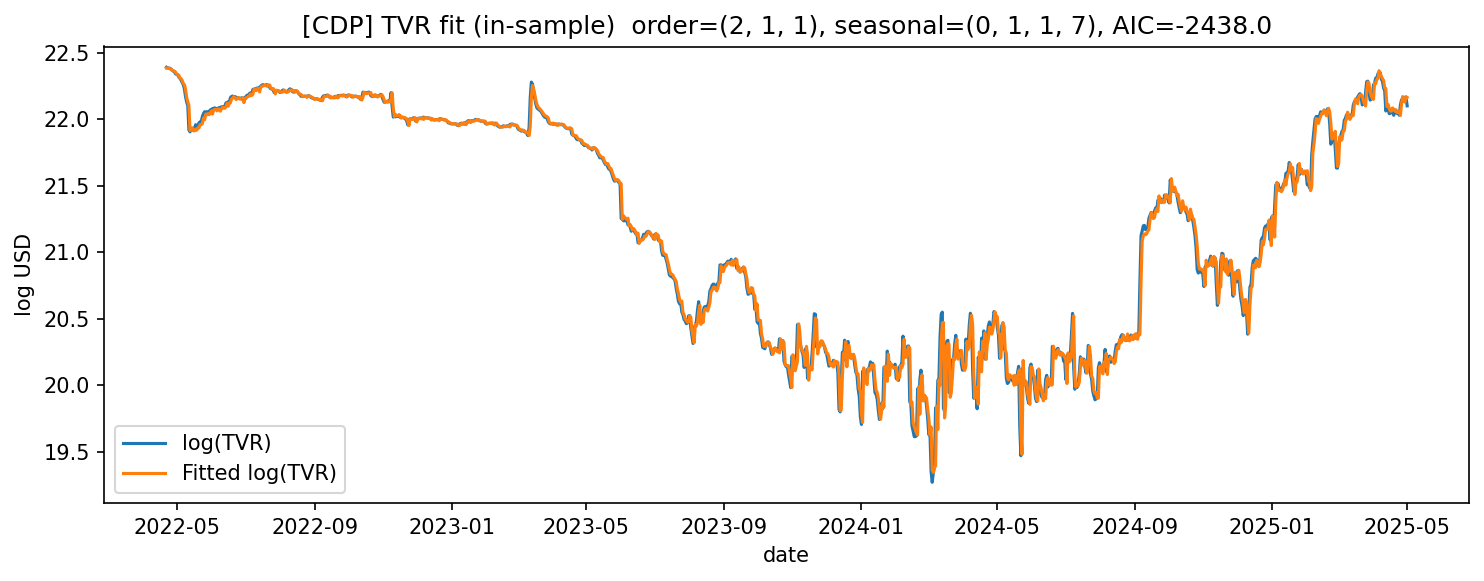 [CDP] TVR fit (in-sample)  order=(2, 1, 1), seasonal=(0, 1, 1, 7), AIC=-2438.0
22.5
22.0
21.5
21.0
20.5
20.0
19.5
log USD
log(TVR)
Fitted log(TVR)
2022-05 2022-09 2023-01 2023-05 2023-09 2024-01 2024-05 2024-09 2025-01 2025-05
date